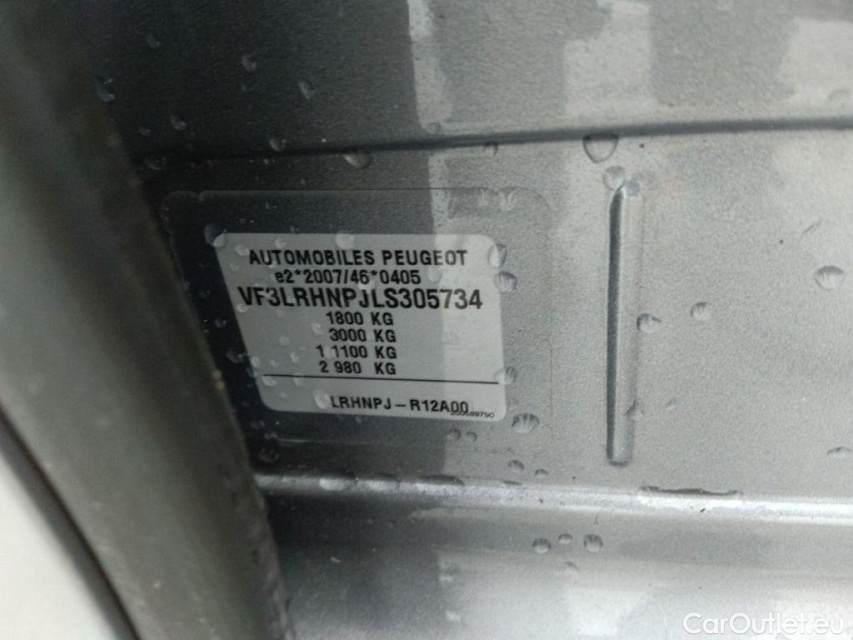 AUTOMOBILES PEUGEOT
e2*2007/46*0405
VF3LRHNPJLS305734
1800 KG
3000 KG
1 1100 KG
2 980 KG
LRHNPJ-R12A00
CarOutlet.eu